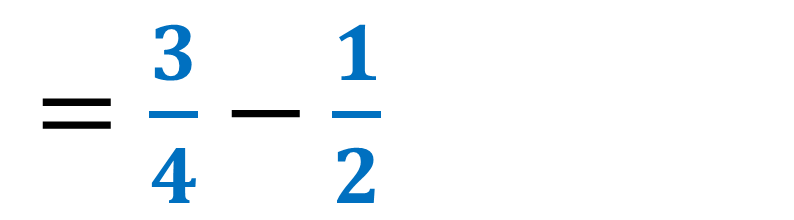 = 3/4 − 1/2